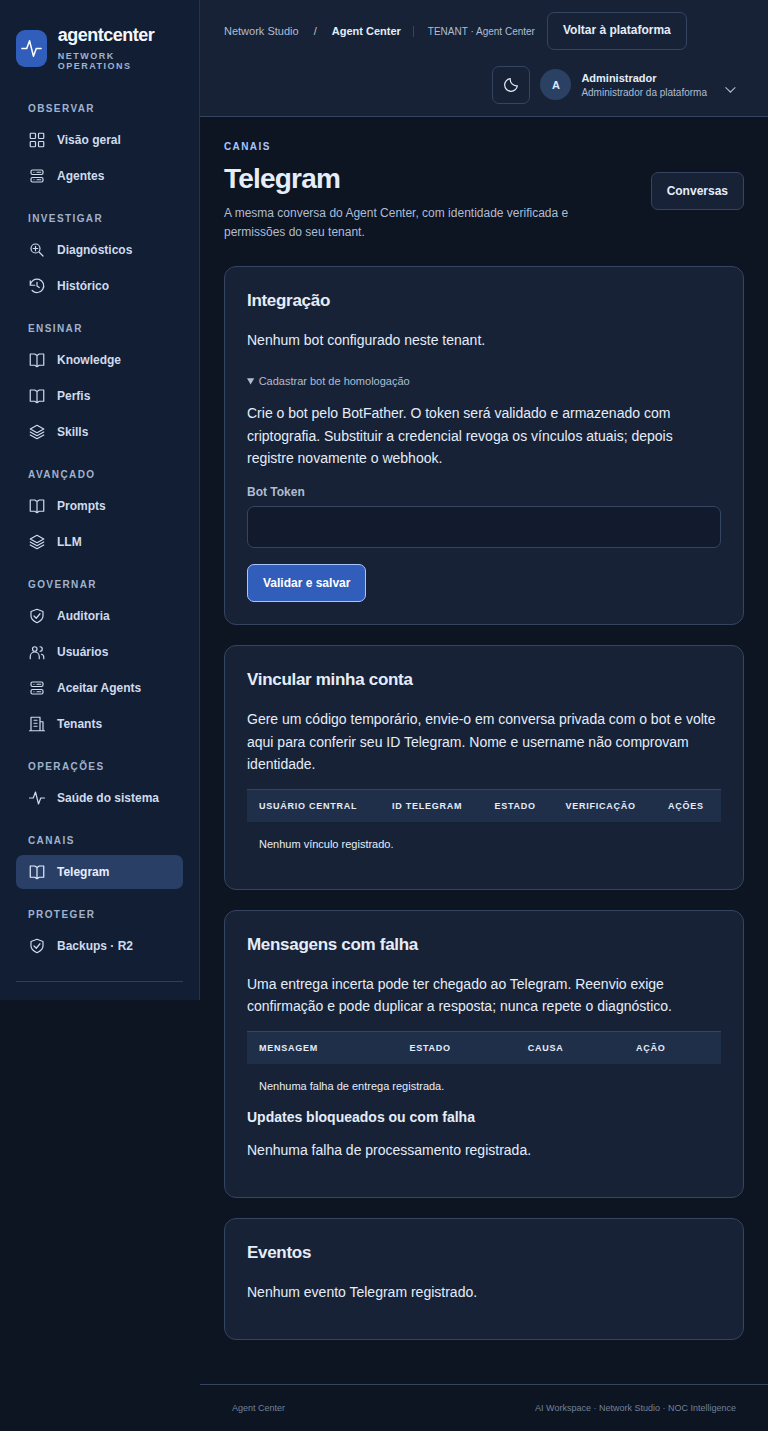 agentcenter
NETWORK
OPERATIONS
OBSERVAR
Visão geral
Agentes
INVESTIGAR
Diagnósticos
Histórico
ENSINAR
Knowledge
Perfis
Skills
AVANÇADO
Prompts
LLM
GOVERNAR
Auditoria
Usuários
Aceitar Agents
Tenants
OPERAÇÕES
Saúde do sistema
CANAIS
Telegram
PROTEGER
Backups · R2
Network Studio / Agent Center TENANT · Agent Center Voltar à plataforma
A Administrador
Administrador da plataforma
CANAIS
Telegram
A mesma conversa do Agent Center, com identidade verificada e
permissões do seu tenant.
Conversas
Integração
Nenhum bot configurado neste tenant.
▼ Cadastrar bot de homologação
Crie o bot pelo BotFather. O token será validado e armazenado com
criptografia. Substituir a credencial revoga os vínculos atuais; depois
registre novamente o webhook.
Bot Token
Validar e salvar
Vincular minha conta
Gere um código temporário, envie-o em conversa privada com o bot e volte
aqui para conferir seu ID Telegram. Nome e username não comprovam
identidade.
USUÁRIO CENTRAL ID TELEGRAM ESTADO VERIFICAÇÃO AÇÕES
Nenhum vínculo registrado.
Mensagens com falha
Uma entrega incerta pode ter chegado ao Telegram. Reenvio exige
confirmação e pode duplicar a resposta; nunca repete o diagnóstico.
MENSAGEM ESTADO CAUSA AÇÃO
Nenhuma falha de entrega registrada.
Updates bloqueados ou com falha
Nenhuma falha de processamento registrada.
Eventos
Nenhum evento Telegram registrado.
Agent Center AI Workspace · Network Studio · NOC Intelligence